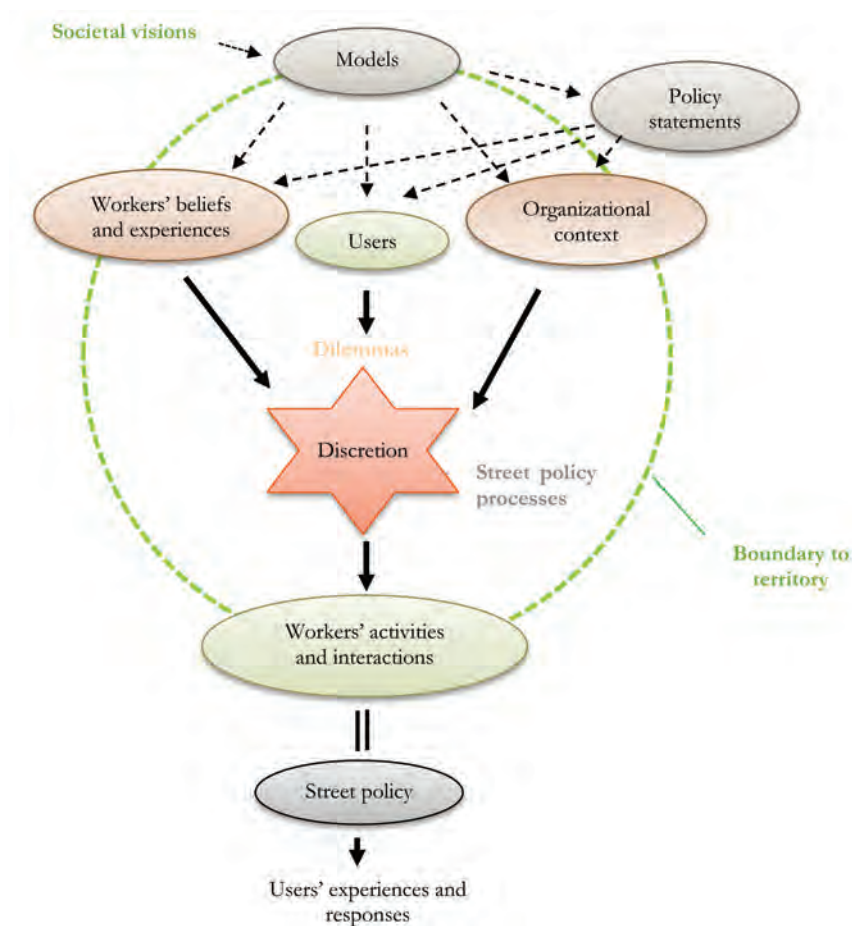 Societal visions
Models
Policy
statements
Workers' beliefs
and experiences
Users
Organizational
context
Dilemmas
Discretion
Street policy
processes
Boundary to
territory
Workers' activities
and interactions
Street policy
Users' experiences and
responses